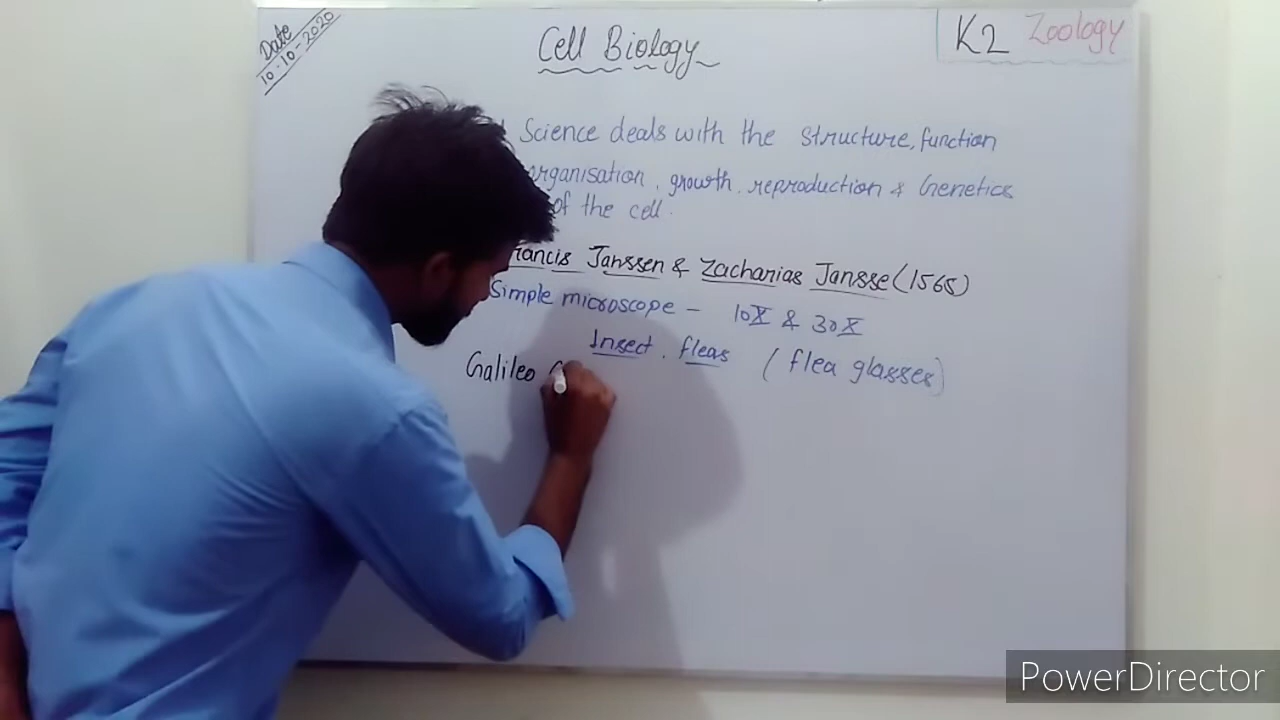 Date
10-10-2020
Cell Biology
K2 Zoology
Science deals with the structure, function
organisation, growth, reproduction & Genetics
of the cell.
Francis Janssen & Zacharias Jansse (1565)
Simple microscope - 10X & 30X
Insect, fleas (flea glasses)
Galileo G
PowerDirector